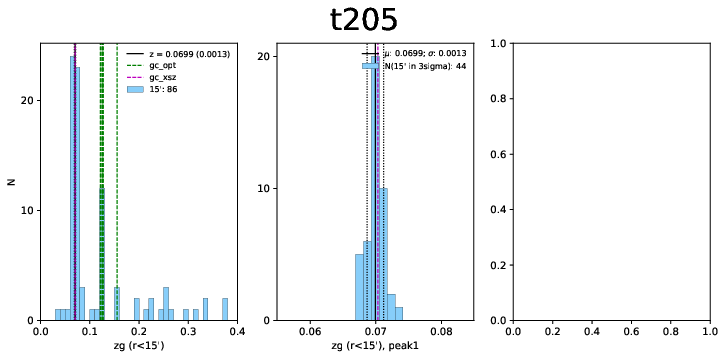 t205
z = 0.0699 (0.0013)
gc_opt
gc_xsz
15': 86
N
20
10
0
0.0 0.1 0.2 0.3 0.4
zg (r<15')
μ: 0.0699; σ: 0.0013
N(15' in 3sigma): 44
20
10
0
0.06 0.07 0.08
zg (r<15'), peak1
1.0
0.8
0.6
0.4
0.2
0.0
0.0 0.2 0.4 0.6 0.8 1.0